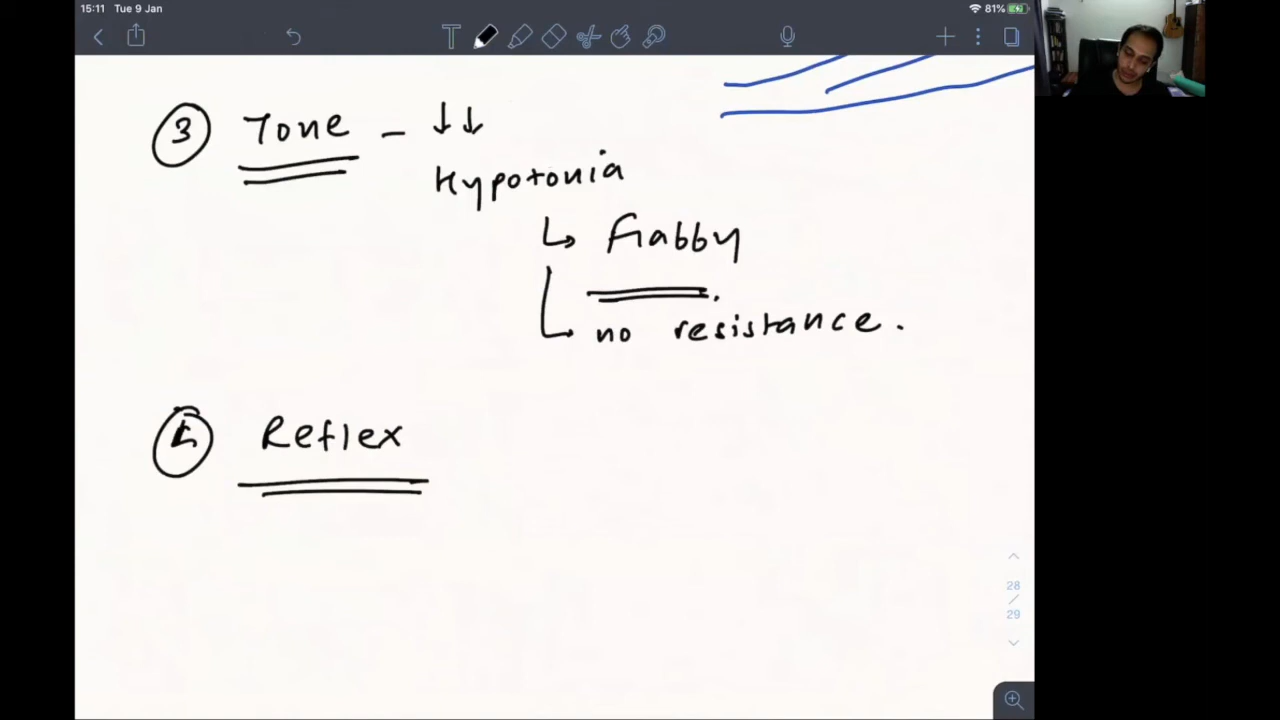 15:11 Tue 9 Jan
81%
T
3 Tone - ↓↓
Hypotonia
↳ flabby
↳ no resistance.
4 Reflex
28
/
29